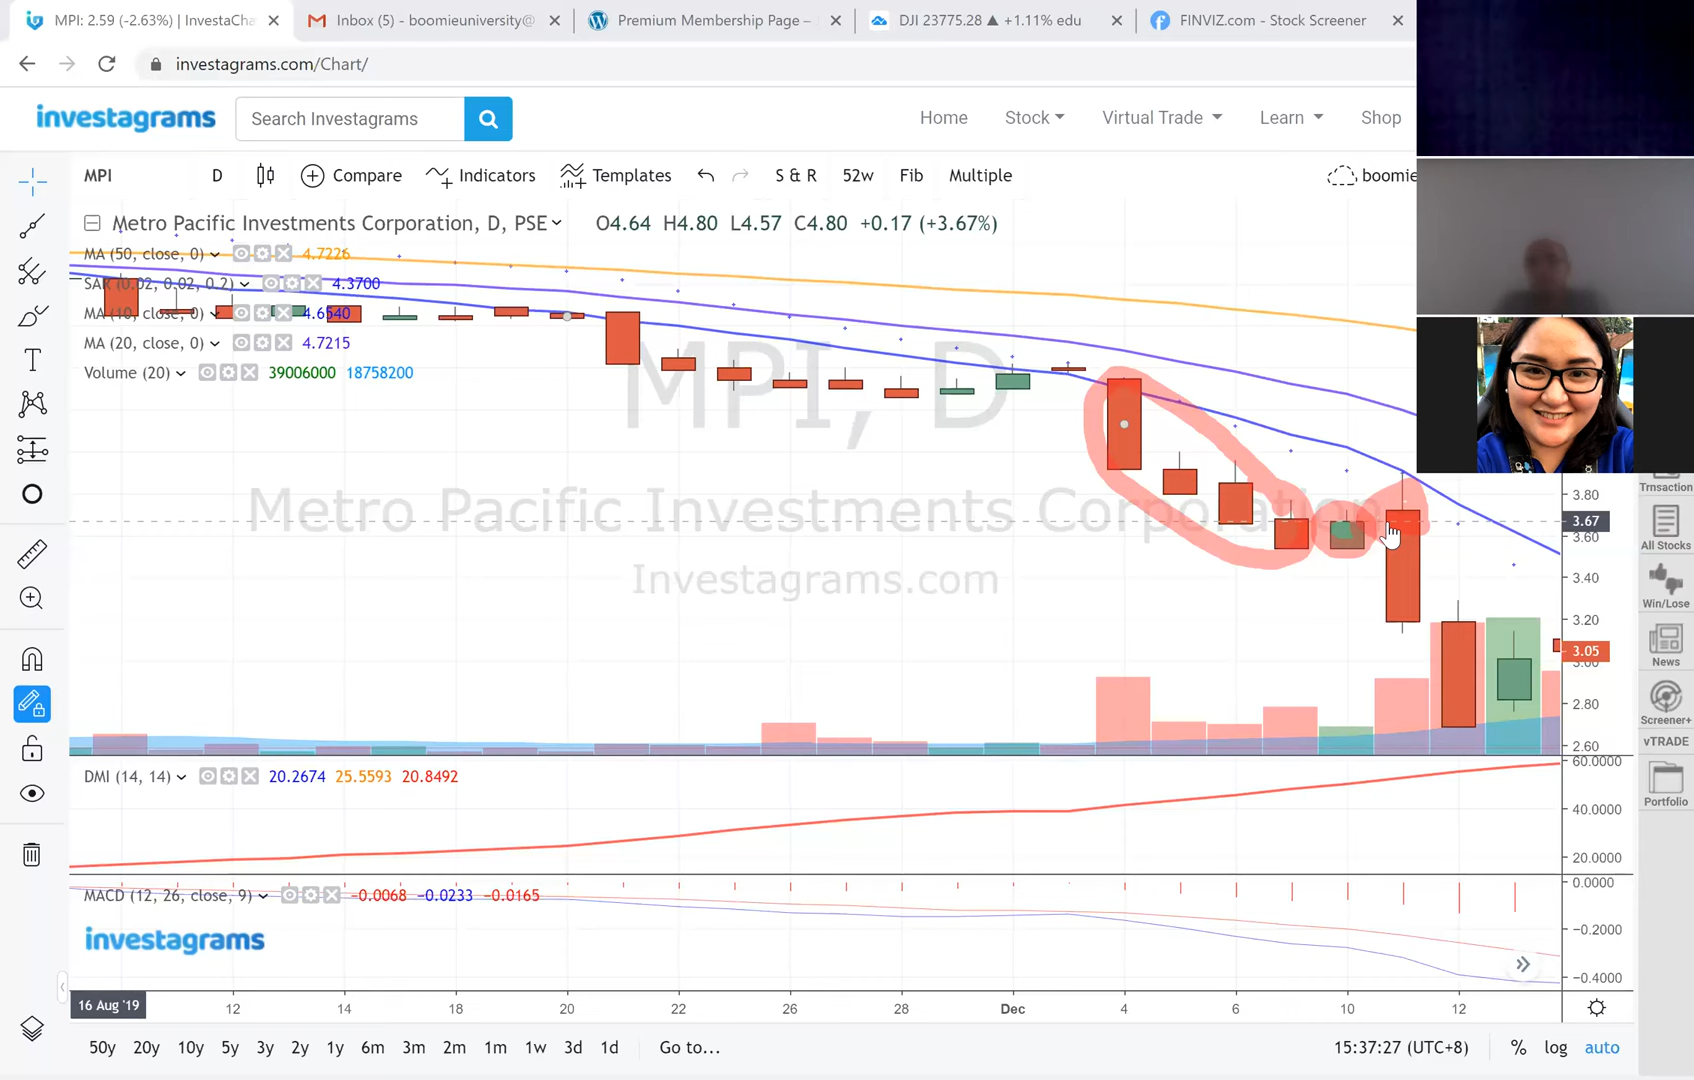 MPI: 2.59 (-2.63%) | InvestaCha
Inbox (5) - boomieuniversity@
Premium Membership Page –
DJI 23775.28 ▲ +1.11% edu
FINVIZ.com - Stock Screener
investagrams.com/Chart/
investagrams
Search Investagrams
Home
Stock
Virtual Trade
Learn
Shop
MPI
D
Compare
Indicators
Templates
S & R
52w
Fib
Multiple
boomie
Metro Pacific Investments Corporation, D, PSE
O4.64 H4.80 L4.57 C4.80 +0.17 (+3.67%)
MA (50, close, 0) 4.7226
SAR (0.02, 0.02, 0.2) 4.3700
MA (10, close, 0) 4.6540
MA (20, close, 0) 4.7215
Volume (20) 39006000 18758200
MPI, D
Metro Pacific Investments Corporation
Investagrams.com
3.80
3.67
3.60
3.40
3.20
3.05
3.00
2.80
2.60
Trnsaction
All Stocks
Win/Lose
News
Screener+
vTRADE
Portfolio
DMI (14, 14) 20.2674 25.5593 20.8492
60.0000
40.0000
20.0000
MACD (12, 26, close, 9) -0.0068 -0.0233 -0.0165
0.0000
-0.2000
-0.4000
investagrams
16 Aug '19
12
14
16
18
20
22
24
26
28
Dec
4
6
10
12
50y
20y
10y
5y
3y
2y
1y
6m
3m
2m
1m
1w
3d
1d
Go to...
15:37:27 (UTC+8)
%
log
auto